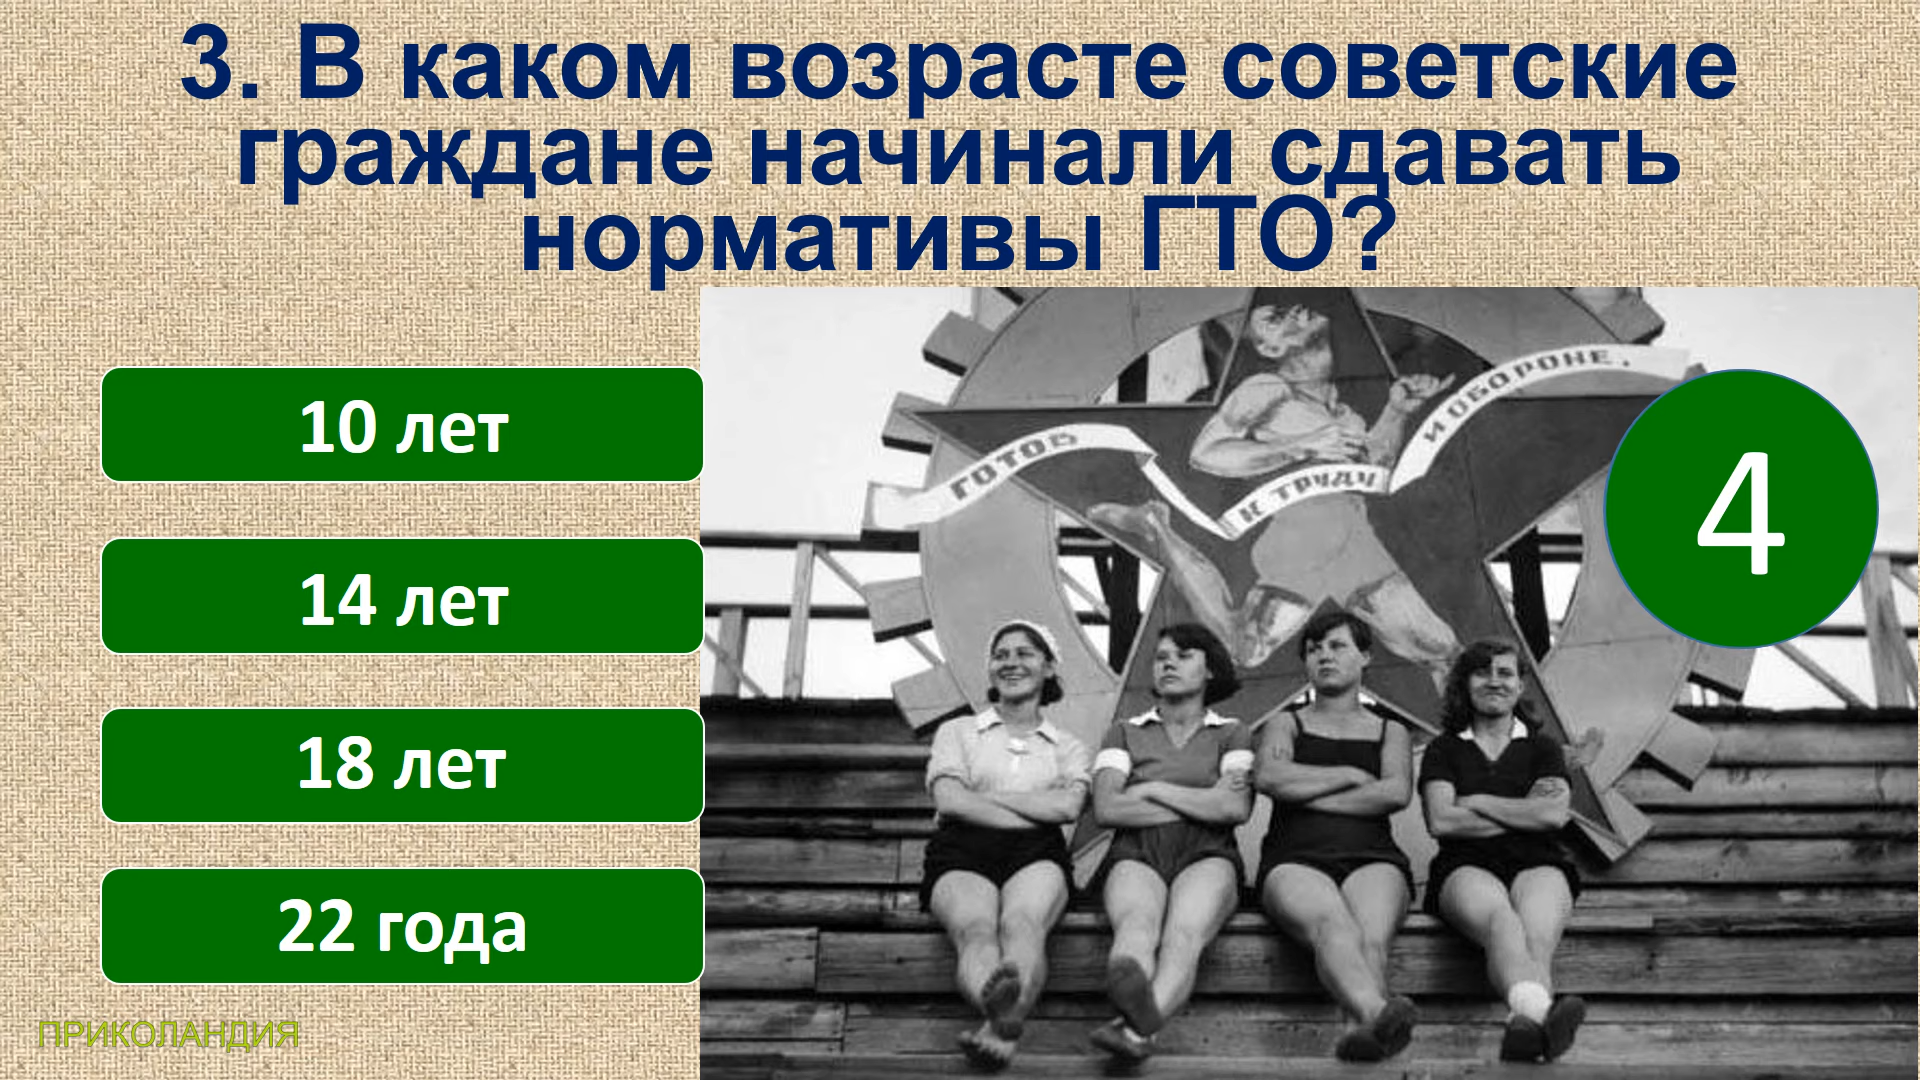 3. В каком возрасте советские
граждане начинали сдавать
нормативы ГТО?
10 лет
14 лет
18 лет
22 года
ГОТОВ
К ТРУДУ
И ОБОРОНЕ.
4
ПРИКОЛАНДИЯ